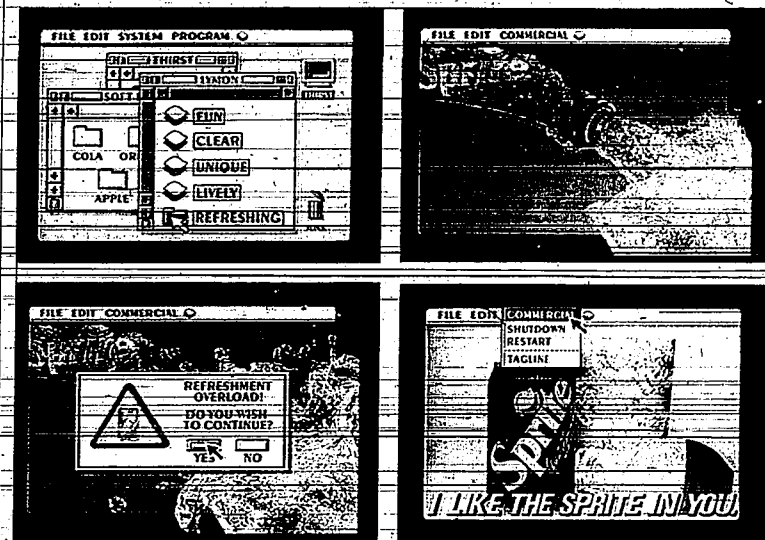 FILE EDIT SYSTEM PROGRAM
THIRST
LYMON
SOFT
THIRST
FUN
CLEAR
UNIQUE
LIVELY
REFRESHING
COLA
APPLE
FILE EDIT COMMERCIAL
FILE EDIT COMMERCIAL
REFRESHMENT
OVERLOAD!
DO YOU WISH
TO CONTINUE?
YES NO
FILE EDIT COMMERCIAL
SHUTDOWN
RESTART
TAGLINE
Sprite
I LIKE THE SPRITE IN YOU